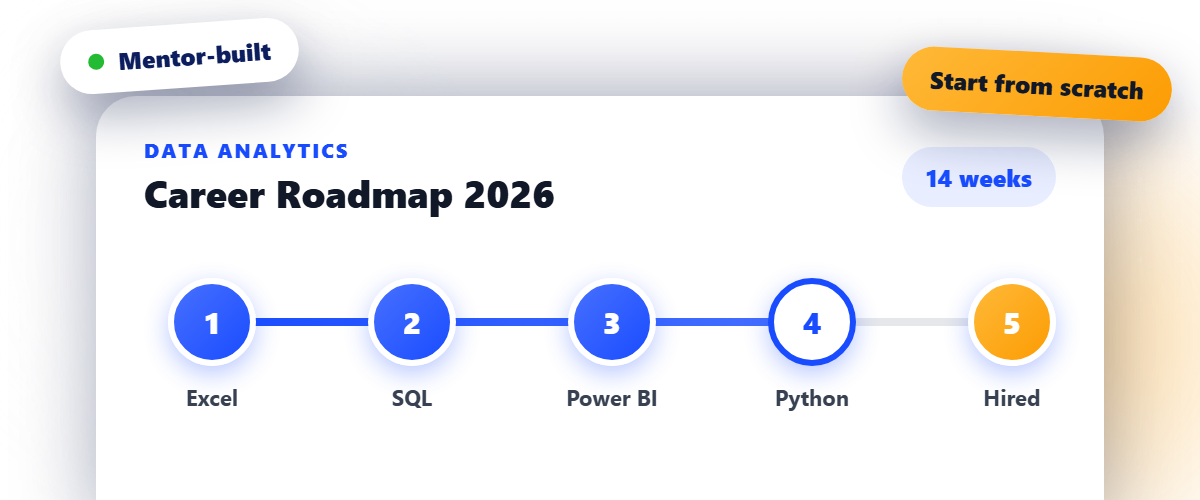 Mentor-built
Start from scratch
DATA ANALYTICS
Career Roadmap 2026
14 weeks
1
2
3
4
5
Excel
SQL
Power BI
Python
Hired